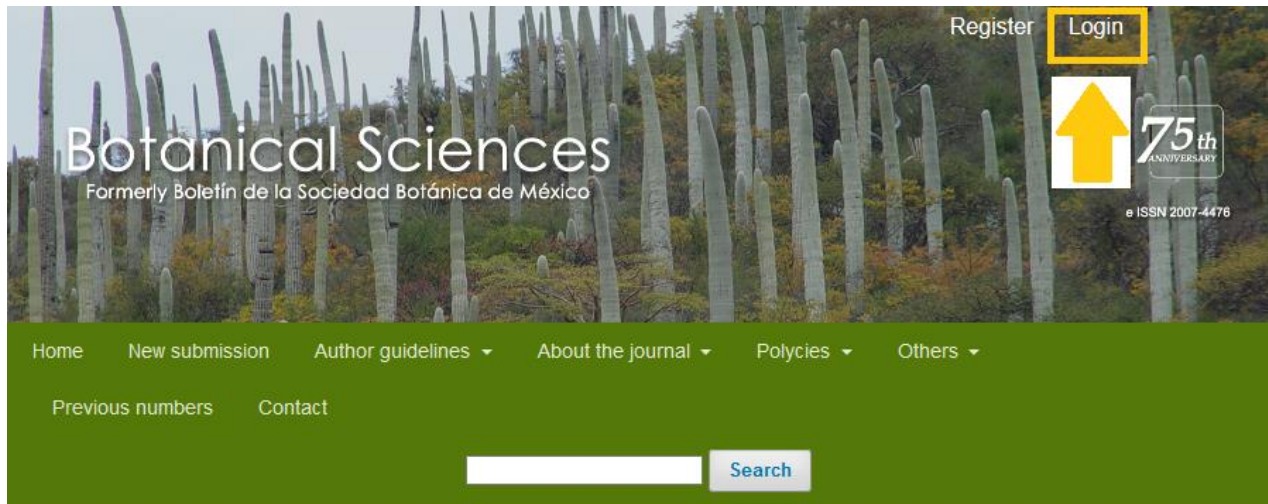 Register Login
Botanical Sciences
Formerly Boletín de la Sociedad Botánica de México
75th
ANNIVERSARY
e ISSN 2007-4476
Home New submission Author guidelines About the journal Polycies Others
Previous numbers Contact
Search